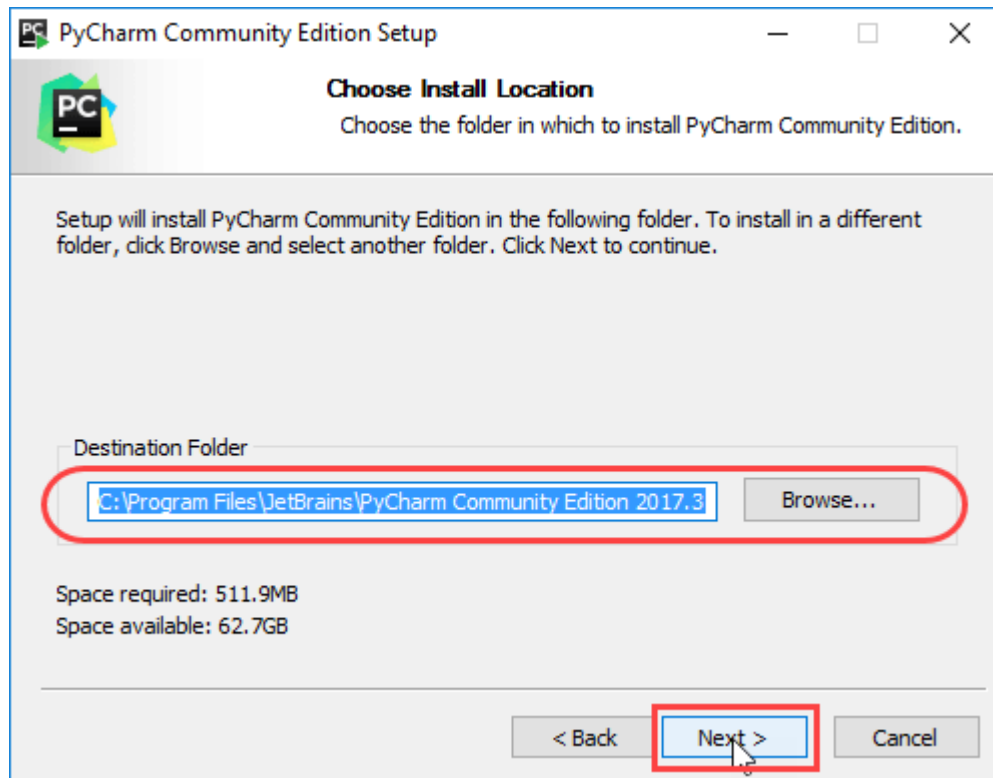 PyCharm Community Edition Setup
PC
Choose Install Location
Choose the folder in which to install PyCharm Community Edition.
Setup will install PyCharm Community Edition in the following folder. To install in a different
folder, click Browse and select another folder. Click Next to continue.
Destination Folder
C:\Program Files\JetBrains\PyCharm Community Edition 2017.3
Browse...
Space required: 511.9MB
Space available: 62.7GB
< Back
Next >
Cancel